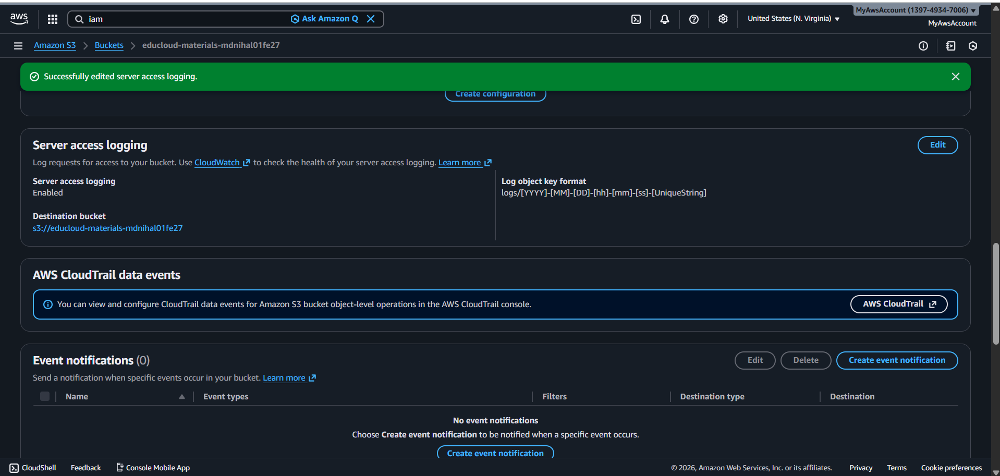 aws
iam
Ask Amazon Q
United States (N. Virginia)
MyAwsAccount (1397-4934-7006)
MyAwsAccount
Amazon S3
Buckets
educloud-materials-mdnihal01fe27
Successfully edited server access logging.
Create configuration
Server access logging
Edit
Log requests for access to your bucket. Use CloudWatch to check the health of your server access logging. Learn more
Server access logging
Enabled
Log object key format
logs/[YYYY]-[MM]-[DD]-[hh]-[mm]-[ss]-[UniqueString]
Destination bucket
s3://educloud-materials-mdnihal01fe27
AWS CloudTrail data events
You can view and configure CloudTrail data events for Amazon S3 bucket object-level operations in the AWS CloudTrail console.
AWS CloudTrail
Event notifications (0)
Edit
Delete
Create event notification
Send a notification when specific events occur in your bucket. Learn more
Name
Event types
Filters
Destination type
Destination
No event notifications
Choose Create event notification to be notified when a specific event occurs.
Create event notification
CloudShell
Feedback
Console Mobile App
© 2026, Amazon Web Services, Inc. or its affiliates.
Privacy
Terms
Cookie preferences